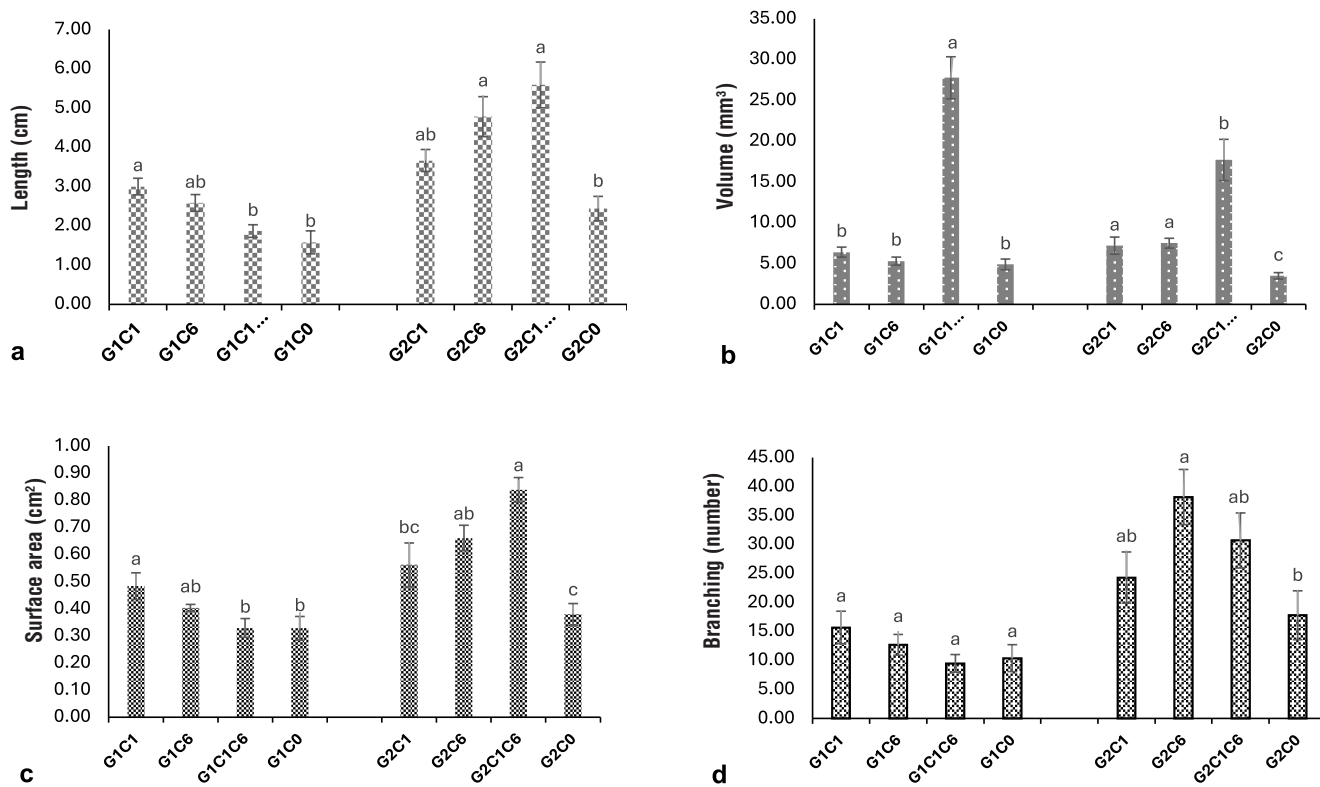 7.00
6.00
5.00
4.00
3.00
2.00
1.00
0.00
Length (cm)
a
ab
b
b
ab
a
a
b
G1C1
G1C6
G1C1...
G1C0
G2C1
G2C6
G2C1...
G2C0
a
35.00
30.00
25.00
20.00
15.00
10.00
5.00
0.00
Volume (mm³)
b
b
a
b
a
a
b
c
G1C1
G1C6
G1C1...
G1C0
G2C1
G2C6
G2C1...
G2C0
b
1.00
0.90
0.80
0.70
0.60
0.50
0.40
0.30
0.20
0.10
0.00
Surface area (cm²)
a
ab
b
b
bc
ab
a
c
G1C1
G1C6
G1C1C6
G1C0
G2C1
G2C6
G2C1C6
G2C0
c
45.00
40.00
35.00
30.00
25.00
20.00
15.00
10.00
5.00
0.00
Branching (number)
a
a
a
a
ab
a
ab
b
G1C1
G1C6
G1C1C6
G1C0
G2C1
G2C6
G2C1C6
G2C0
d